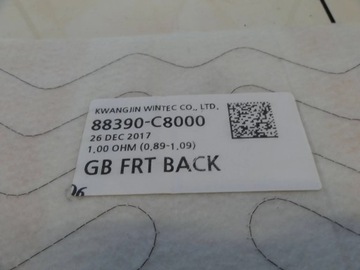 KWANGJIN WINTEC CO., LTD,
88390-C8000
26 DEC 2017
1,00 OHM (0,89-1,09)
GB FRT BACK
06